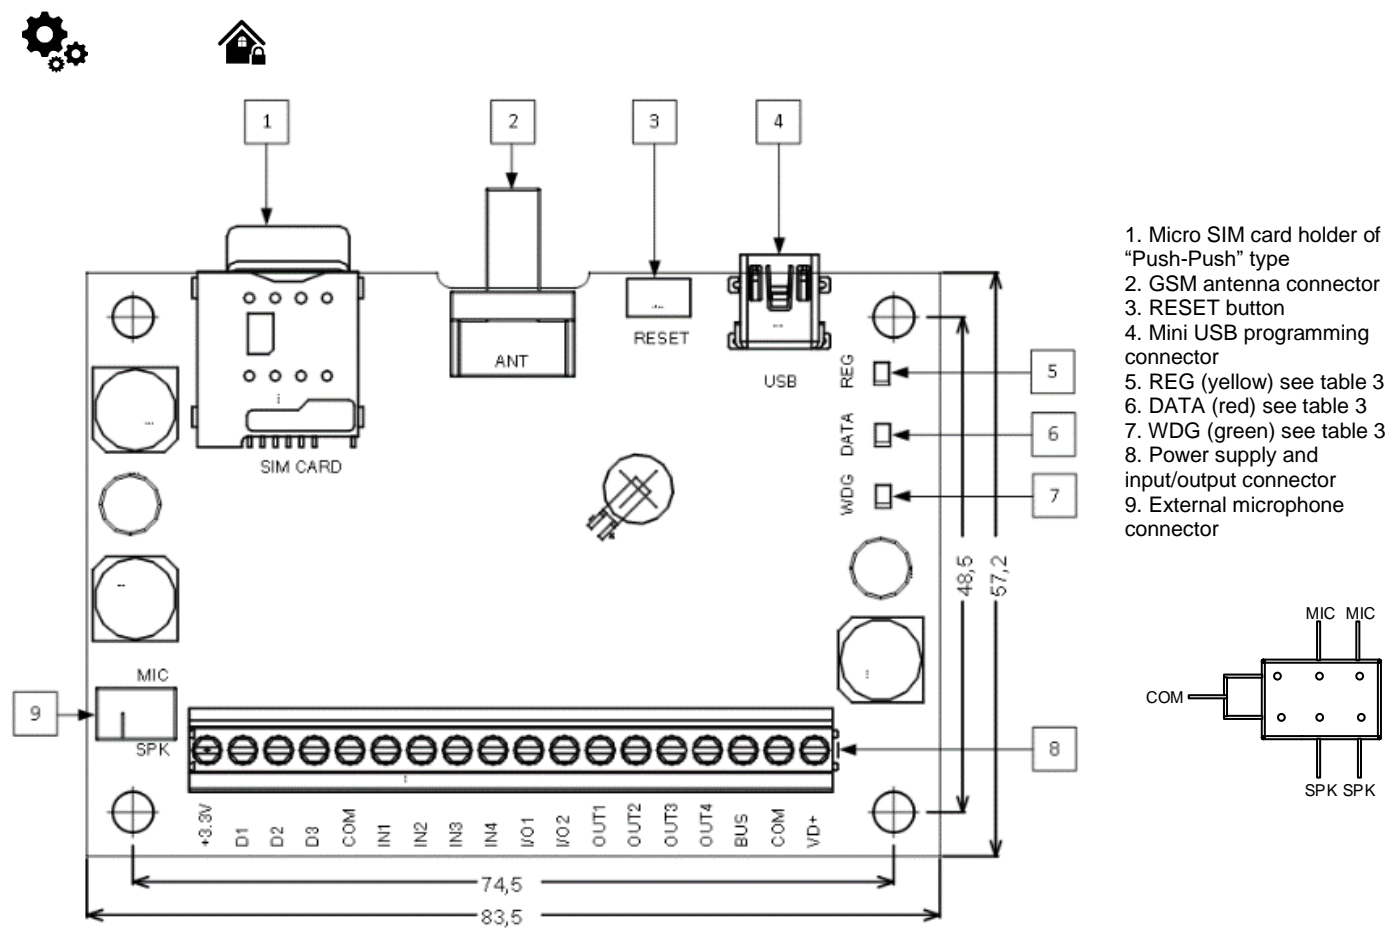 1
2
3
4
1. Micro SIM card holder of
“Push-Push” type
2. GSM antenna connector
3. RESET button
4. Mini USB programming
connector
5. REG (yellow) see table 3
6. DATA (red) see table 3
7. WDG (green) see table 3
8. Power supply and
input/output connector
9. External microphone
connector
RESET
ANT
USB
REG
5
DATA
6
SIM CARD
WDG
7
48,5
57,2
MIC MIC
COM
SPK SPK
MIC
9
SPK
8
+3.3V
D1
D2
D3
COM
IN1
IN2
IN3
IN4
I/O1
I/O2
OUT1
OUT2
OUT3
OUT4
BUS
COM
VD+
74,5
83,5